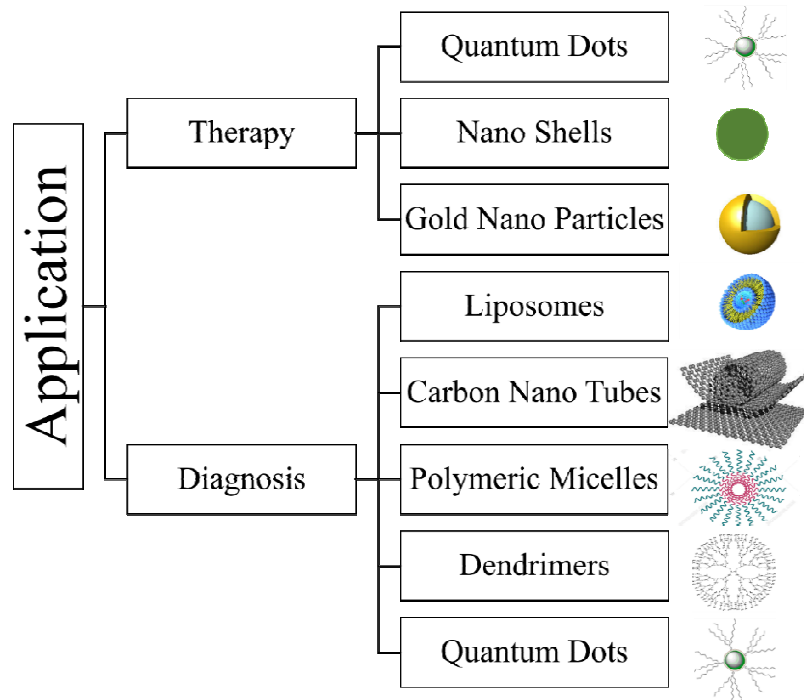 Application
Therapy
Quantum Dots
Nano Shells
Gold Nano Particles
Diagnosis
Liposomes
Carbon Nano Tubes
Polymeric Micelles
Dendrimers
Quantum Dots